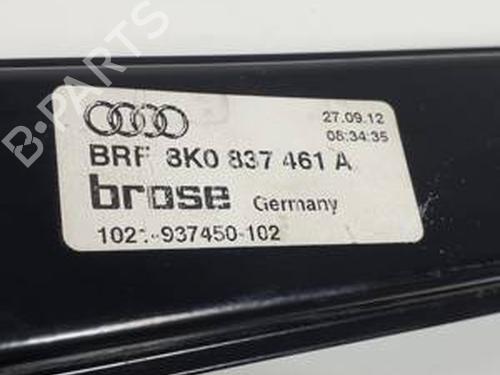 B-Parts
27.09.12
08:34:35
BRF 8K0 837 461 A
brose Germany
102:-937450-102